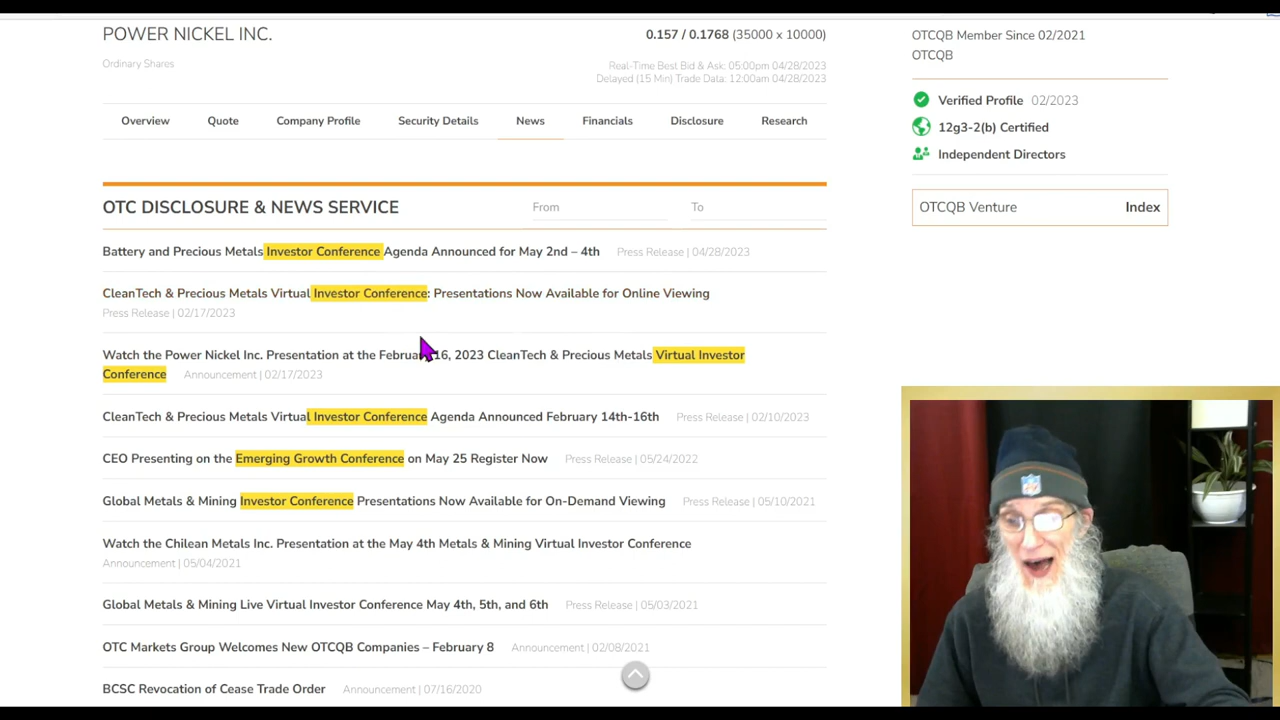 POWER NICKEL INC.
0.157 / 0.1768 (35000 x 10000)
Ordinary Shares
Real-Time Best Bid & Ask: 05:00pm 04/28/2023
Delayed (15 Min) Trade Data: 12:00am 04/28/2023
Overview Quote Company Profile Security Details News Financials Disclosure Research
OTC DISCLOSURE & NEWS SERVICE From To
Battery and Precious Metals Investor Conference Agenda Announced for May 2nd – 4th Press Release | 04/28/2023
CleanTech & Precious Metals Virtual Investor Conference: Presentations Now Available for Online Viewing
Press Release | 02/17/2023
Watch the Power Nickel Inc. Presentation at the 16, 2023 CleanTech & Precious Metals Virtual Investor
Conference Announcement | 02/17/2023
CleanTech & Precious Metals Virtual Investor Conference Agenda Announced February 14th-16th Press Release | 02/10/2023
CEO Presenting on the Emerging Growth Conference on May 25 Register Now Press Release | 05/24/2022
Global Metals & Mining Investor Conference Presentations Now Available for On-Demand Viewing Press Release | 05/10/2021
Watch the Chilean Metals Inc. Presentation at the May 4th Metals & Mining Virtual Investor Conference
Announcement | 05/04/2021
Global Metals & Mining Live Virtual Investor Conference May 4th, 5th, and 6th Press Release | 05/03/2021
OTC Markets Group Welcomes New OTCQB Companies – February 8 Announcement | 02/08/2021
BCSC Revocation of Cease Trade Order Announcement | 07/16/2020
OTCQB Member Since 02/2021
OTCQB
Verified Profile 02/2023
12g3-2(b) Certified
Independent Directors
OTCQB Venture Index
NFL